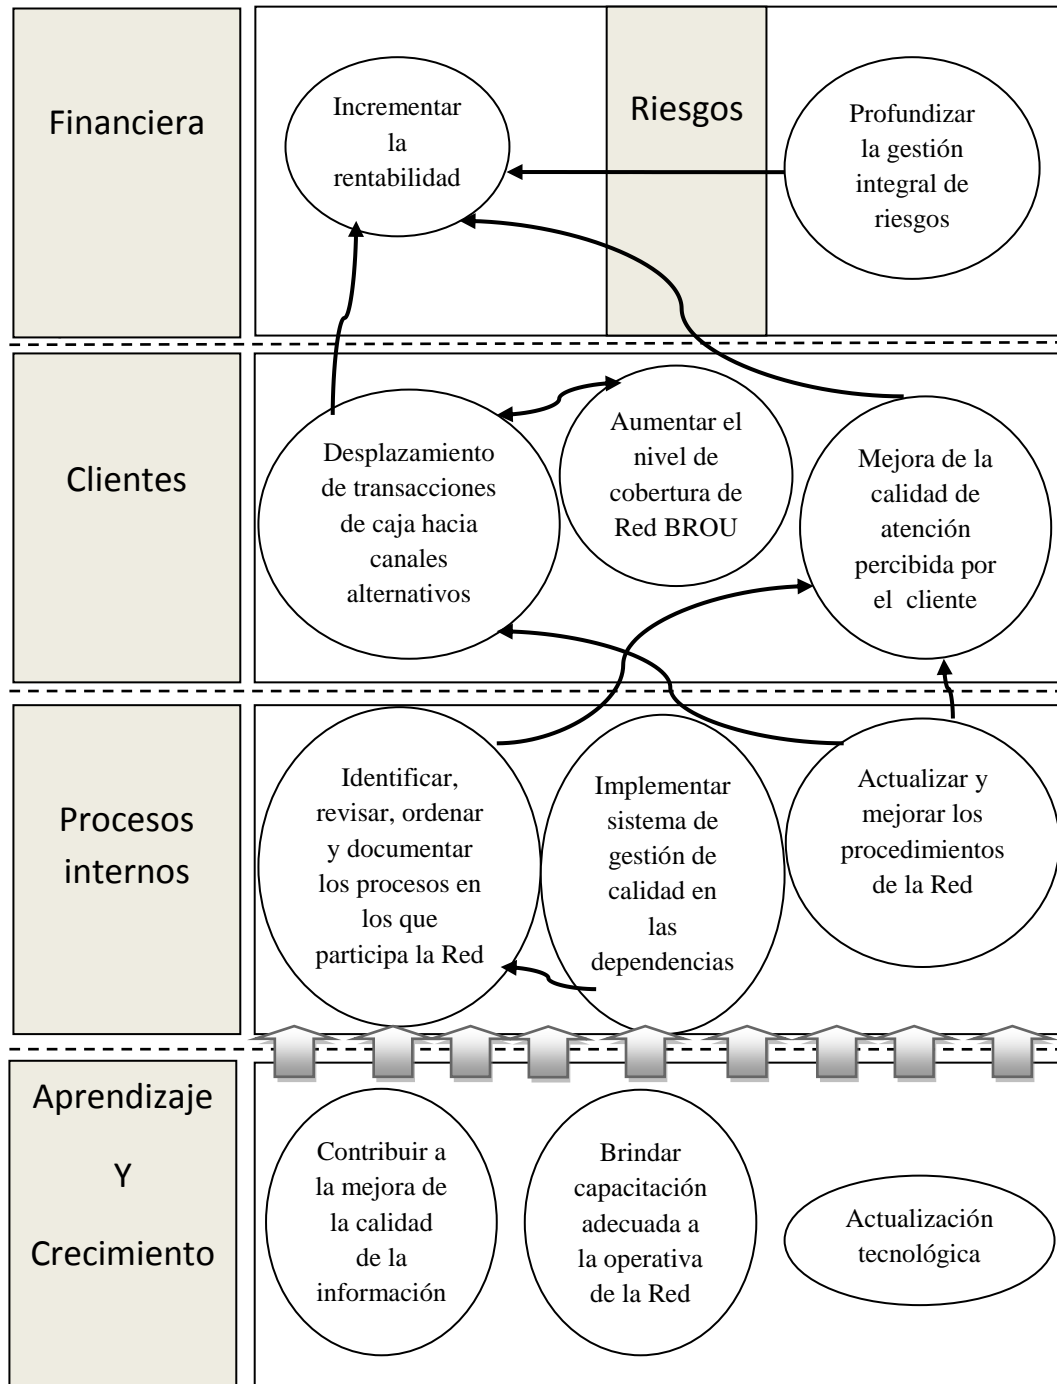 Financiera
Incrementar
la
rentabilidad
Riesgos
Profundizar
la gestión
integral de
riesgos
Clientes
Desplazamiento
de transacciones
de caja hacia
canales
alternativos
Aumentar el
nivel de
cobertura de
Red BROU
Mejora de la
calidad de
atención
percibida por
el cliente
Procesos
internos
Identificar,
revisar, ordenar
y documentar
los procesos en
los que
participa la Red
Implementar
sistema de
gestión de
calidad en
las
dependencias
Actualizar y
mejorar los
procedimientos
de la Red
Aprendizaje
Y
Crecimiento
Contribuir a
la mejora de
la calidad
de la
información
Brindar
capacitación
adecuada a
la operativa
de la Red
Actualización
tecnológica